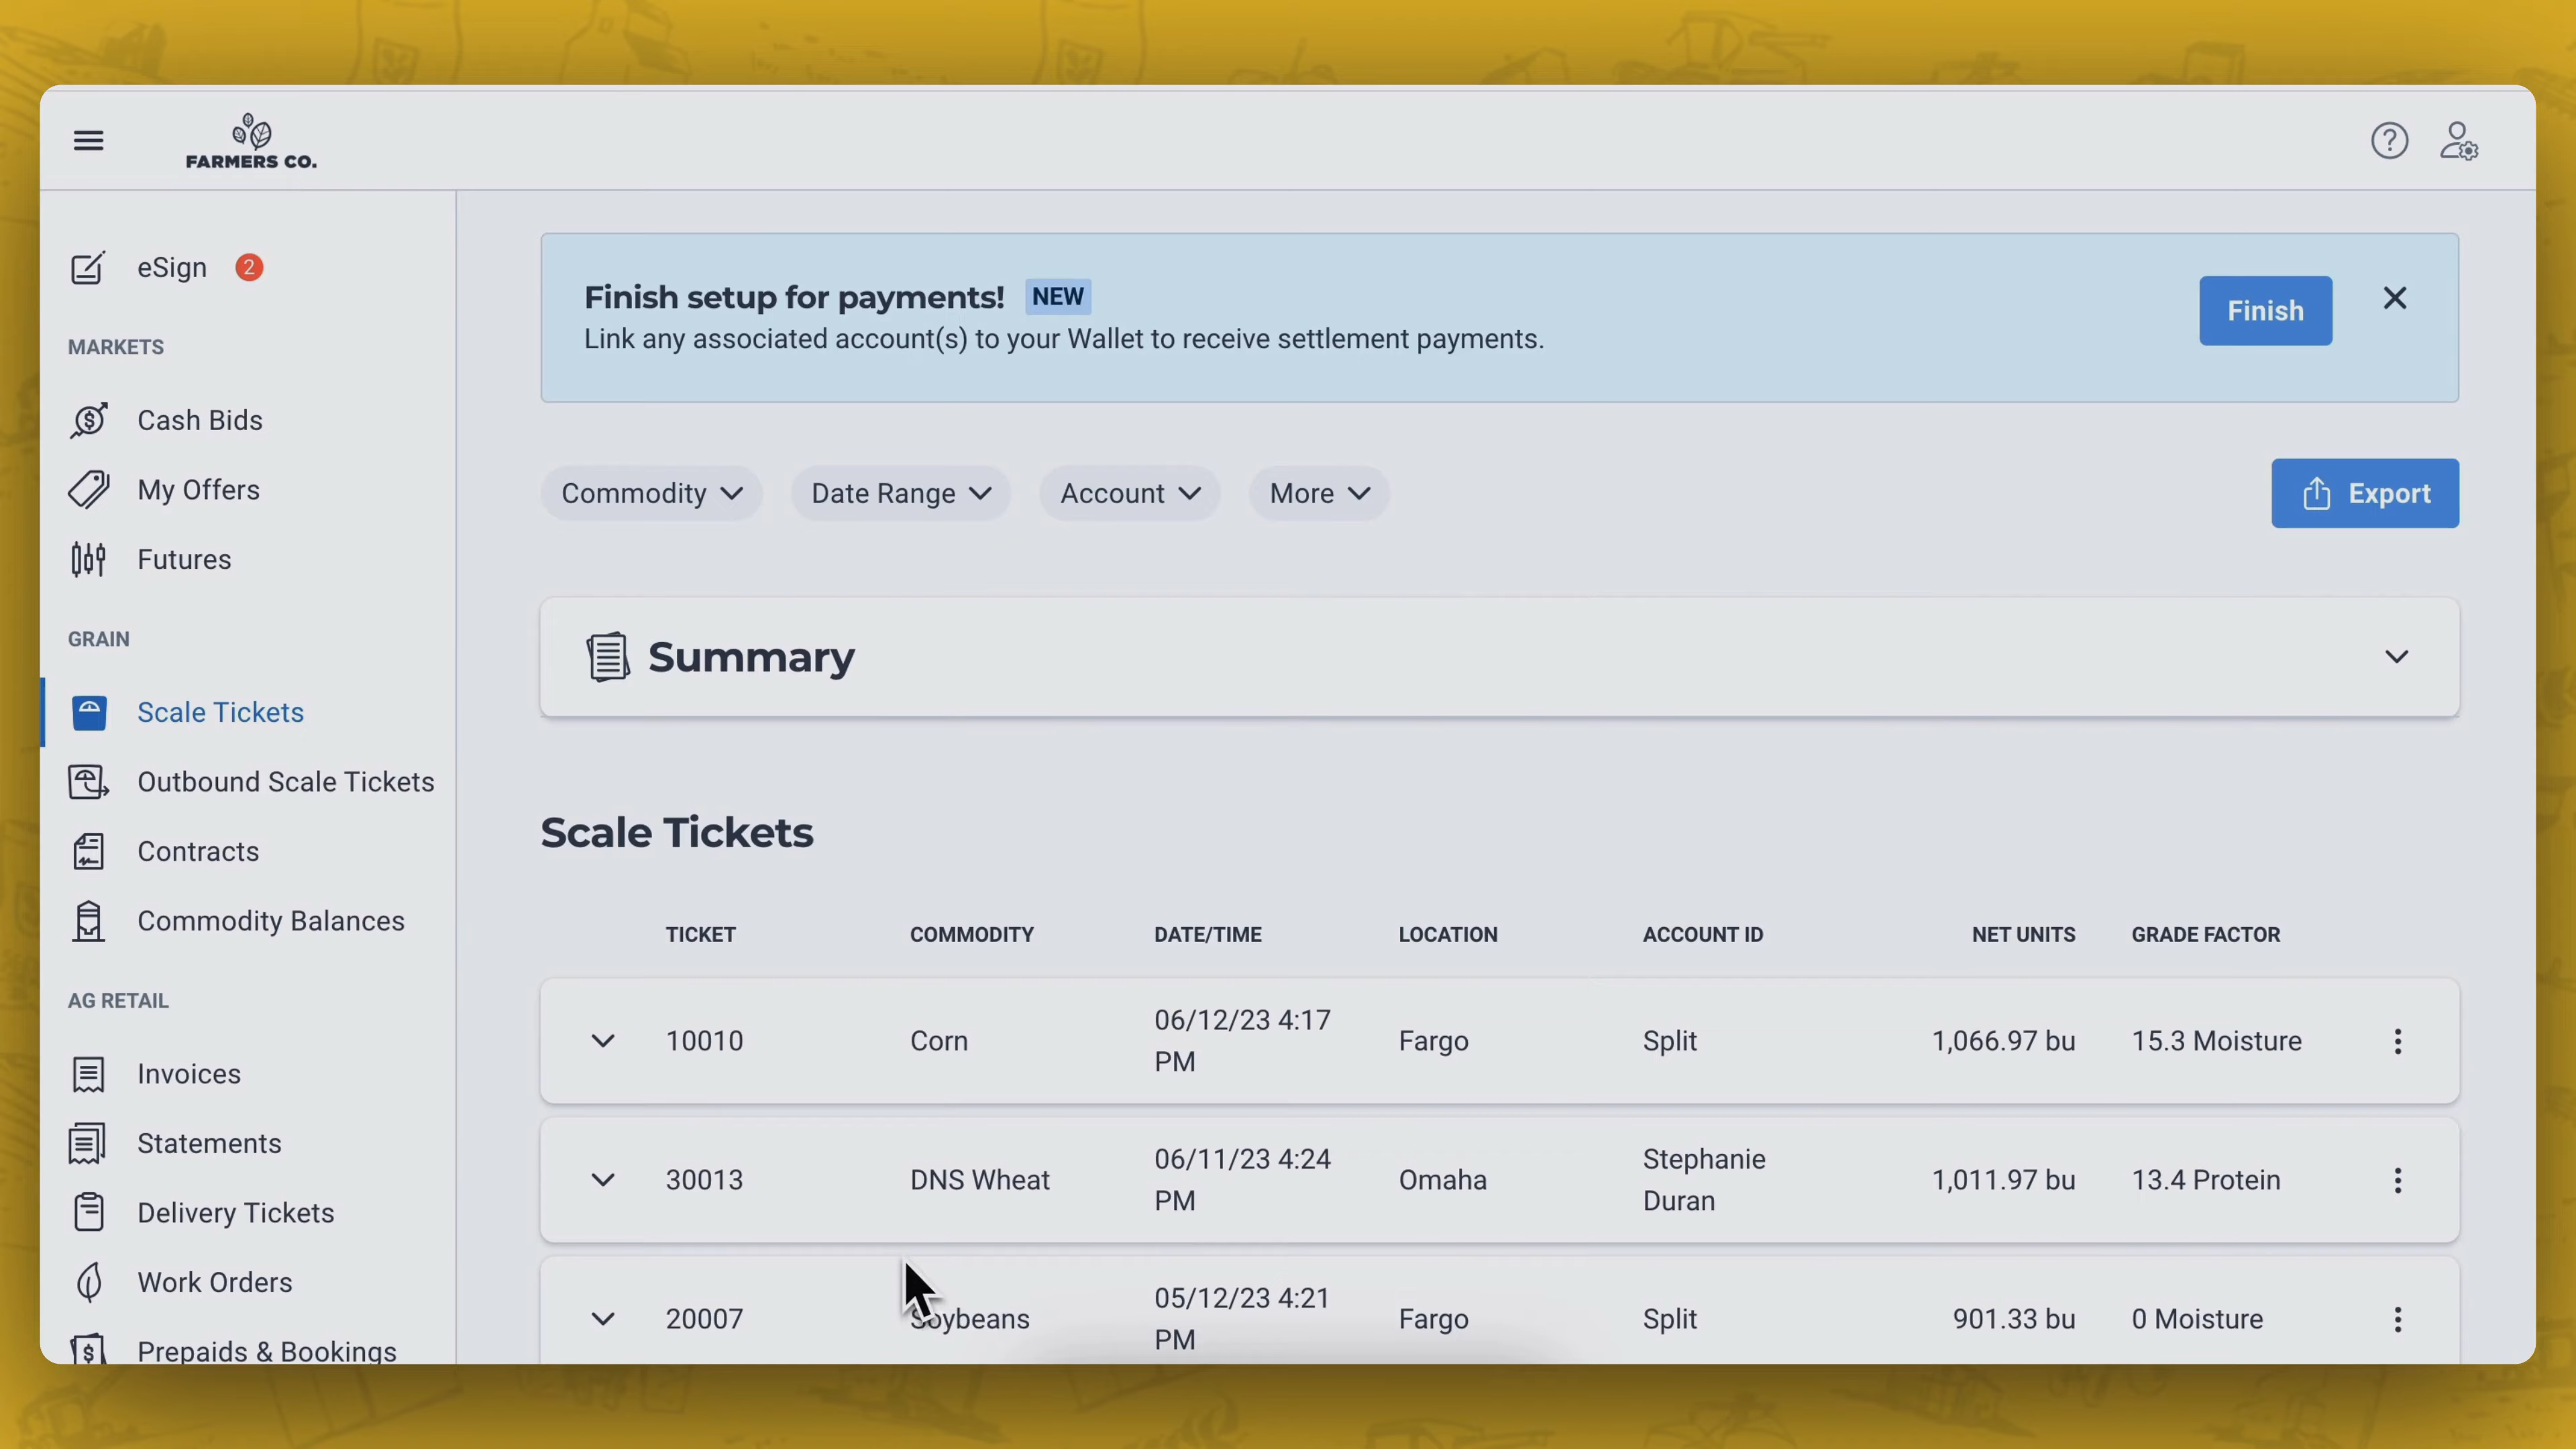 FARMERS CO.
eSign 2
MARKETS
Cash Bids
My Offers
Futures
GRAIN
Scale Tickets
Outbound Scale Tickets
Contracts
Commodity Balances
AG RETAIL
Invoices
Statements
Delivery Tickets
Work Orders
Prepaids & Bookings
Finish setup for payments! NEW
Link any associated account(s) to your Wallet to receive settlement payments.
Finish
Commodity Date Range Account More
Export
Summary
Scale Tickets
TICKET COMMODITY DATE/TIME LOCATION ACCOUNT ID NET UNITS GRADE FACTOR
10010 Corn 06/12/23 4:17 Fargo Split 1,066.97 bu 15.3 Moisture
PM
30013 DNS Wheat 06/11/23 4:24 Omaha Stephanie 1,011.97 bu 13.4 Protein
PM Duran
20007 Soybeans 05/12/23 4:21 Fargo Split 901.33 bu 0 Moisture
PM